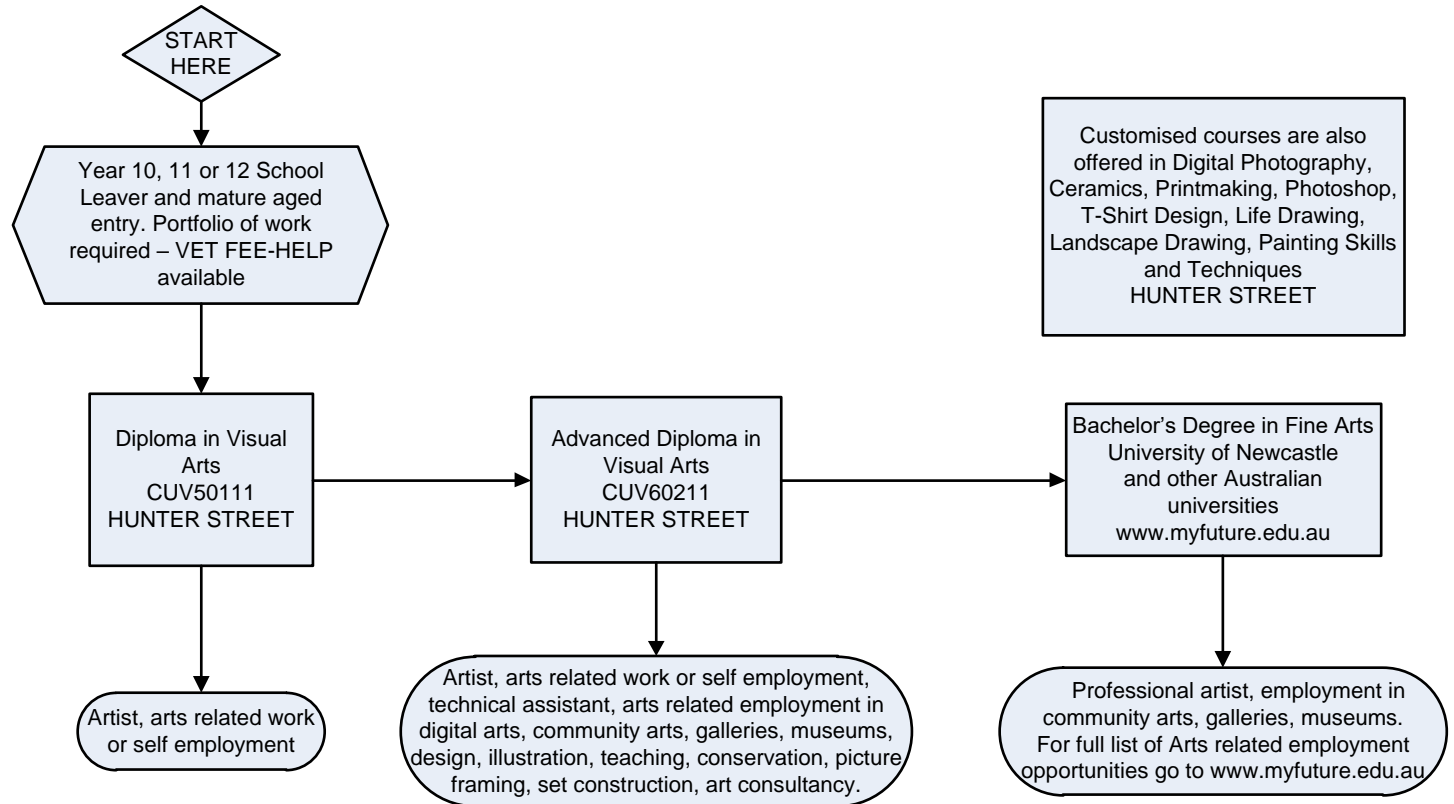 START
HERE
Year 10, 11 or 12 School
Leaver and mature aged
entry. Portfolio of work
required – VET FEE-HELP
available
Customised courses are also
offered in Digital Photography,
Ceramics, Printmaking, Photoshop,
T-Shirt Design, Life Drawing,
Landscape Drawing, Painting Skills
and Techniques
HUNTER STREET
Diploma in Visual
Arts
CUV50111
HUNTER STREET
Advanced Diploma in
Visual Arts
CUV60211
HUNTER STREET
Bachelor’s Degree in Fine Arts
University of Newcastle
and other Australian
universities
www.myfuture.edu.au
Artist, arts related work
or self employment
Artist, arts related work or self employment,
technical assistant, arts related employment in
digital arts, community arts, galleries, museums,
design, illustration, teaching, conservation, picture
framing, set construction, art consultancy.
Professional artist, employment in
community arts, galleries, museums.
For full list of Arts related employment
opportunities go to www.myfuture.edu.au